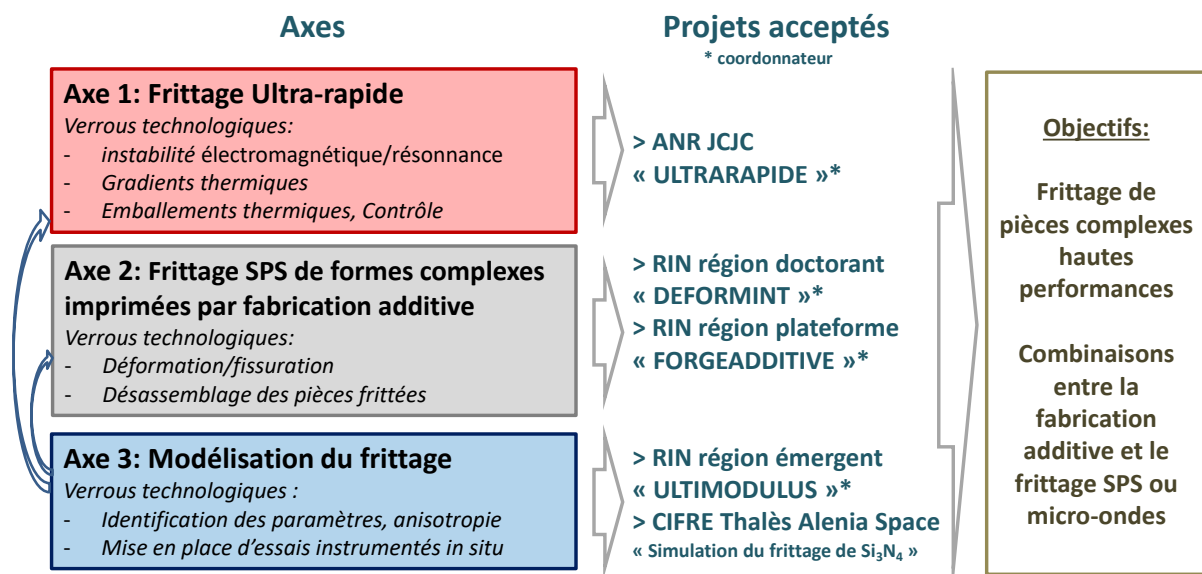 Axes
Axe 1: Frittage Ultra-rapide
Verrous technologiques:
- instabilité électromagnétique/résonnance
- Gradients thermiques
- Emballements thermiques, Contrôle
Axe 2: Frittage SPS de formes complexes
imprimées par fabrication additive
Verrous technologiques:
- Déformation/fissuration
- Désassemblage des pièces frittées
Axe 3: Modélisation du frittage
Verrous technologiques :
- Identification des paramètres, anisotropie
- Mise en place d'essais instrumentés in situ
Projets acceptés
* coordonnateur
> ANR JCJC
« ULTRARAPIDE »*
> RIN région doctorant
« DEFORMINT »*
> RIN région plateforme
« FORGEADDITIVE »*
> RIN région émergent
« ULTIMODULUS »*
> CIFRE Thalès Alenia Space
« Simulation du frittage de Si₃N₄ »
Objectifs:
Frittage de
pièces complexes
hautes
performances
Combinaisons
entre la
fabrication
additive et le
frittage SPS ou
micro-ondes